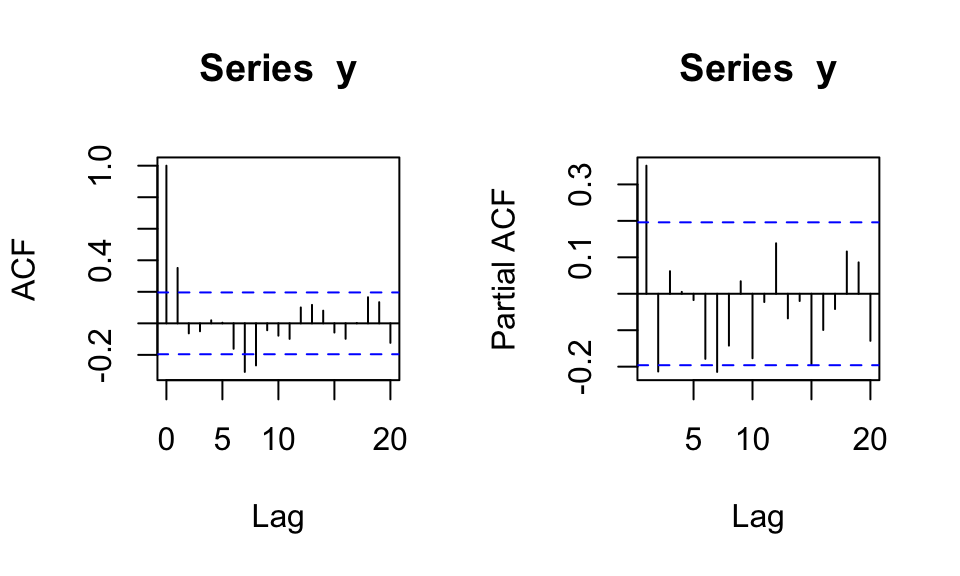 Series y
ACF
1.0
0.4
-0.2
0 5 10 20
Lag
Series y
Partial ACF
0.3
0.1
-0.2
5 10 20
Lag